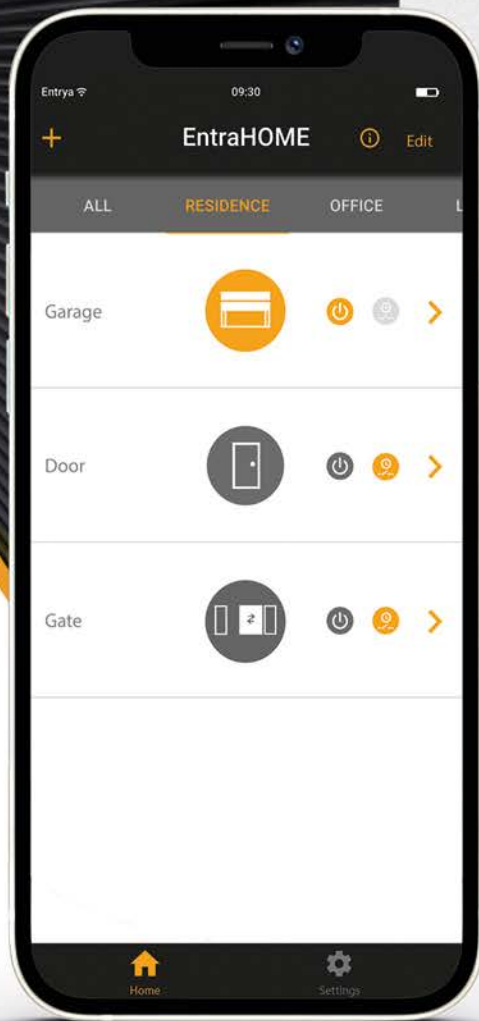 Entrya
09:30
EntraHOME
Edit
ALL RESIDENCE OFFICE L
Garage
Door
Gate
Home Settings